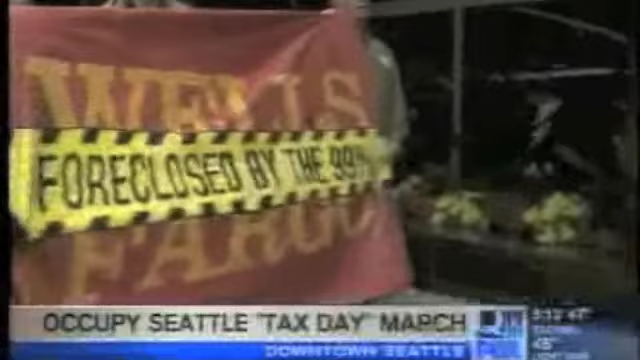 WELLS
FORECLOSED BY THE 99%
FARGO
OCCUPY SEATTLE "TAX DAY" MARCH
DOWNTOWN SEATTLE